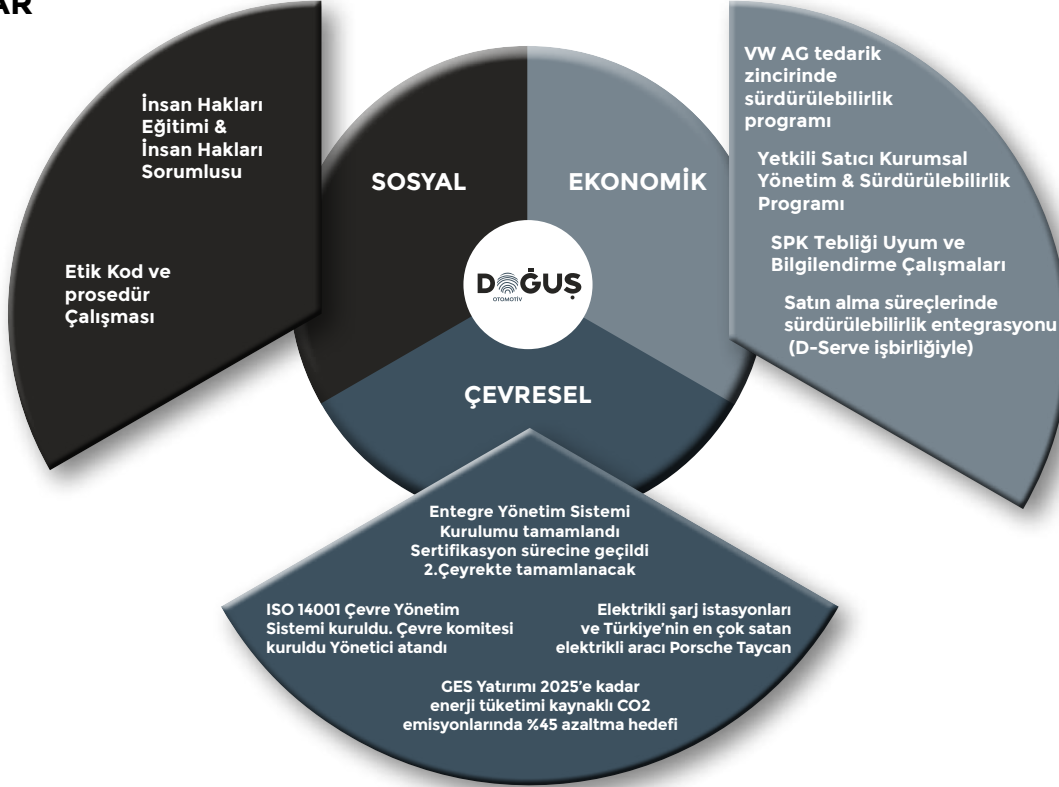 AR
İnsan Hakları
Eğitimi &
İnsan Hakları
Sorumlusu
Etik Kod ve
prosedür
Çalışması
SOSYAL
EKONOMİK
DOĞUŞ
OTOMOTİV
ÇEVRESEL
VW AG tedarik
zincirinde
sürdürülebilirlik
programı
Yetkili Satıcı Kurumsal
Yönetim & Sürdürülebilirlik
Programı
SPK Tebliği Uyum ve
Bilgilendirme Çalışmaları
Satın alma süreçlerinde
sürdürülebilirlik entegrasyonu
(D-Serve işbirliğiyle)
Entegre Yönetim Sistemi
Kurulumu tamamlandı
Sertifikasyon sürecine geçildi
2.Çeyrekte tamamlanacak
ISO 14001 Çevre Yönetim
Sistemi kuruldu. Çevre komitesi
kuruldu Yönetici atandı
Elektrikli şarj istasyonları
ve Türkiye'nin en çok satan
elektrikli aracı Porsche Taycan
GES Yatırımı 2025'e kadar
enerji tüketimi kaynaklı CO2
emisyonlarında %45 azaltma hedefi